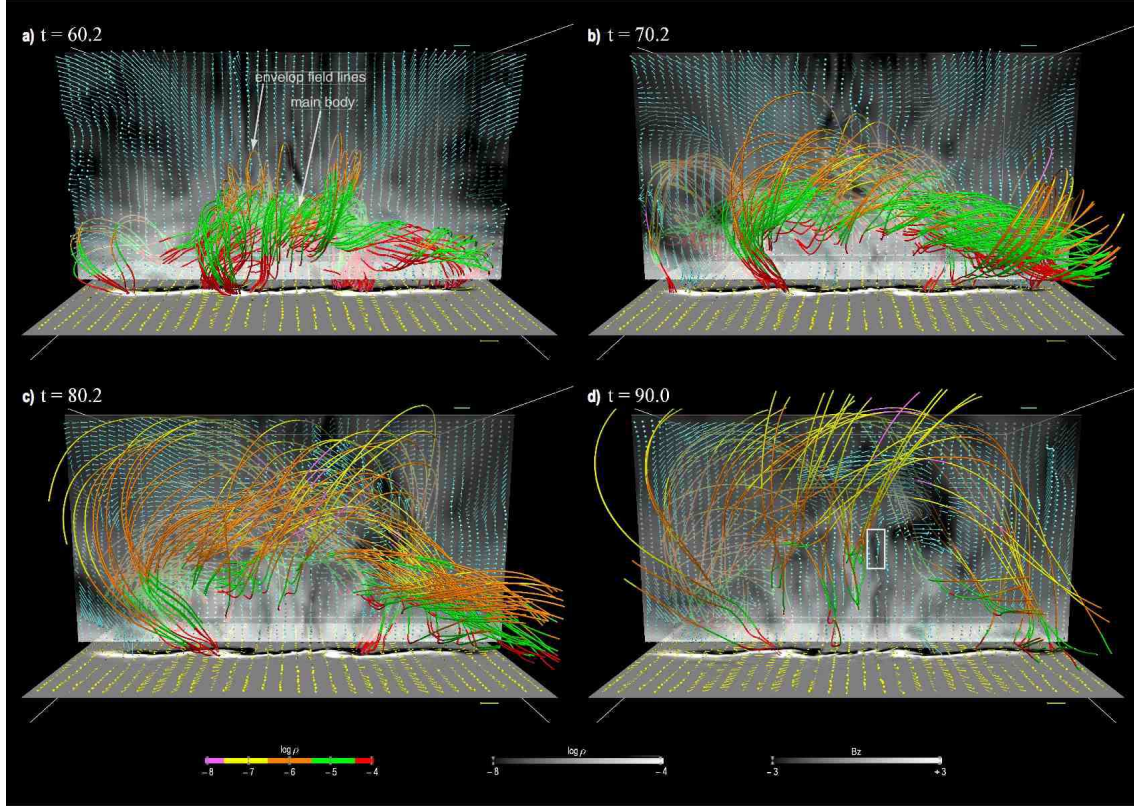 a) t = 60.2
b) t = 70.2
envelop field lines
main body
c) t = 80.2
d) t = 90.0
log ρ
log ρ
Bz
−8 −7 −6 −5 −4
−8 −4
−3 +3